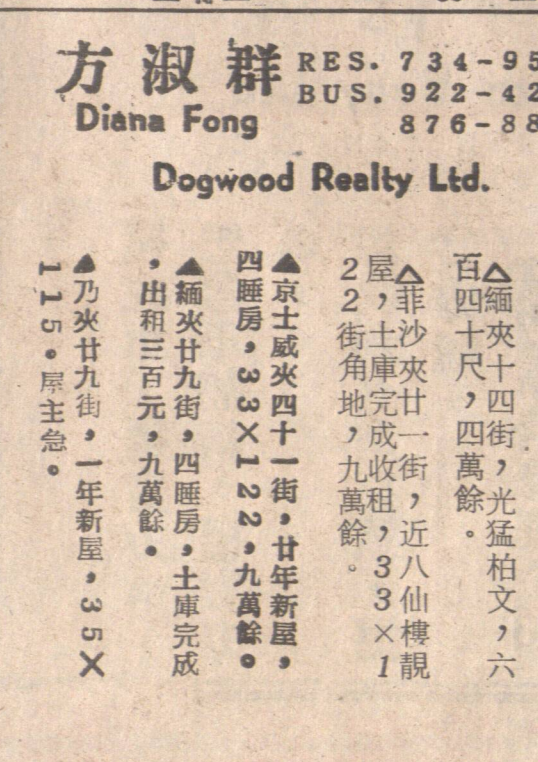 方淑群
Diana Fong
RES. 734-95
BUS. 922-42
876-88
Dogwood Realty Ltd.
△緬夾十四街，光猛柏文，六
百四十尺，四萬餘。
△菲沙夾廿一街，近八仙樓靚
屋，土庫完成收租，33×1
22街角地，九萬餘。
▲京士威夾四十一街，廿年新屋，
四睡房，33×122，九萬餘。
▲緬夾廿九街，四睡房，土庫完成
，出租三百元，九萬餘。
▲乃夾廿九街，一年新屋，35×
115。屋主急。